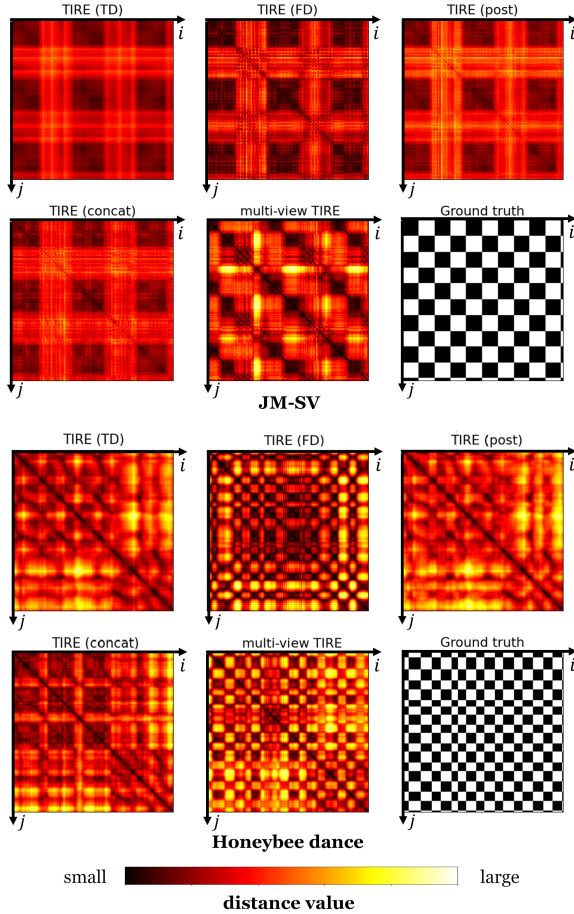 TIRE (TD) TIRE (FD) TIRE (post)
i i i
j j j
TIRE (concat) multi-view TIRE Ground truth
i i i
j j j
JM-SV
TIRE (TD) TIRE (FD) TIRE (post)
i i i
j j j
TIRE (concat) multi-view TIRE Ground truth
i i i
j j j
Honeybee dance
small large
distance value